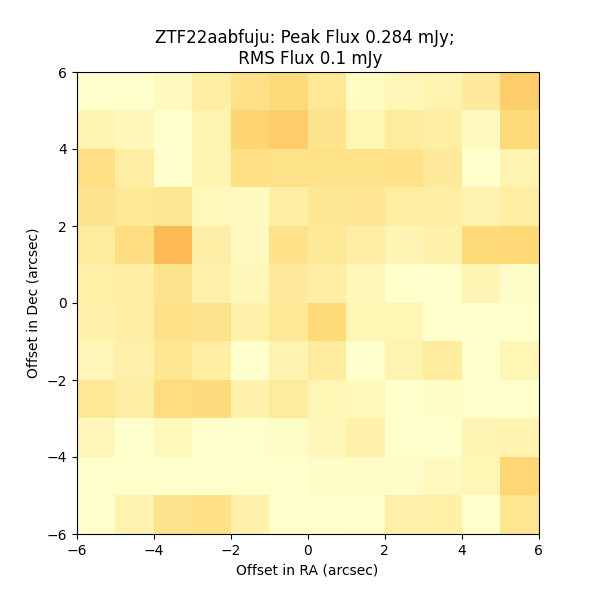 ZTF22aabfuju: Peak Flux 0.284 mJy;
RMS Flux 0.1 mJy
6
4
2
0
−2
−4
−6
Offset in Dec (arcsec)
−6 −4 −2 0 2 4 6
Offset in RA (arcsec)